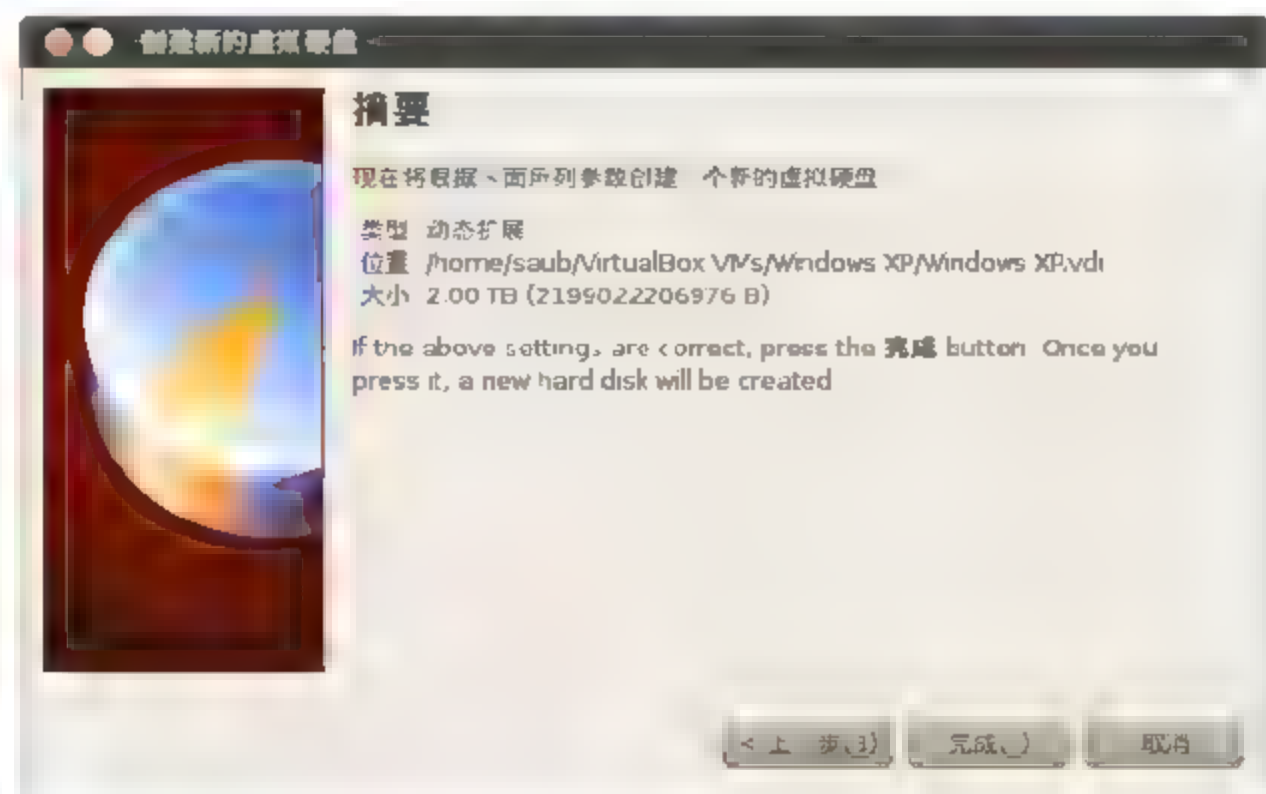 创建新的虚拟硬盘
摘要
现在将根据下面所列参数创建一个新的虚拟硬盘
类型 动态扩展
位置 /home/saub/VirtualBox VMs/Windows XP/Windows XP.vdi
大小 2.00 TB (2199022206976 B)
If the above settings are correct, press the 完成 button. Once you
press it, a new hard disk will be created
< 上一步(B) 完成 取消